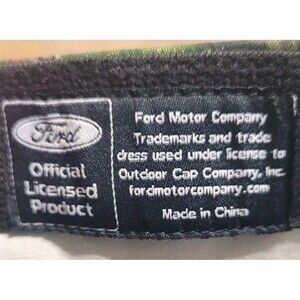 Ford
Official
Licensed
Product
Ford Motor Company
Trademarks and trade
dress used under license to
Outdoor Cap Company, Inc.
fordmotorcompany.com
Made in China